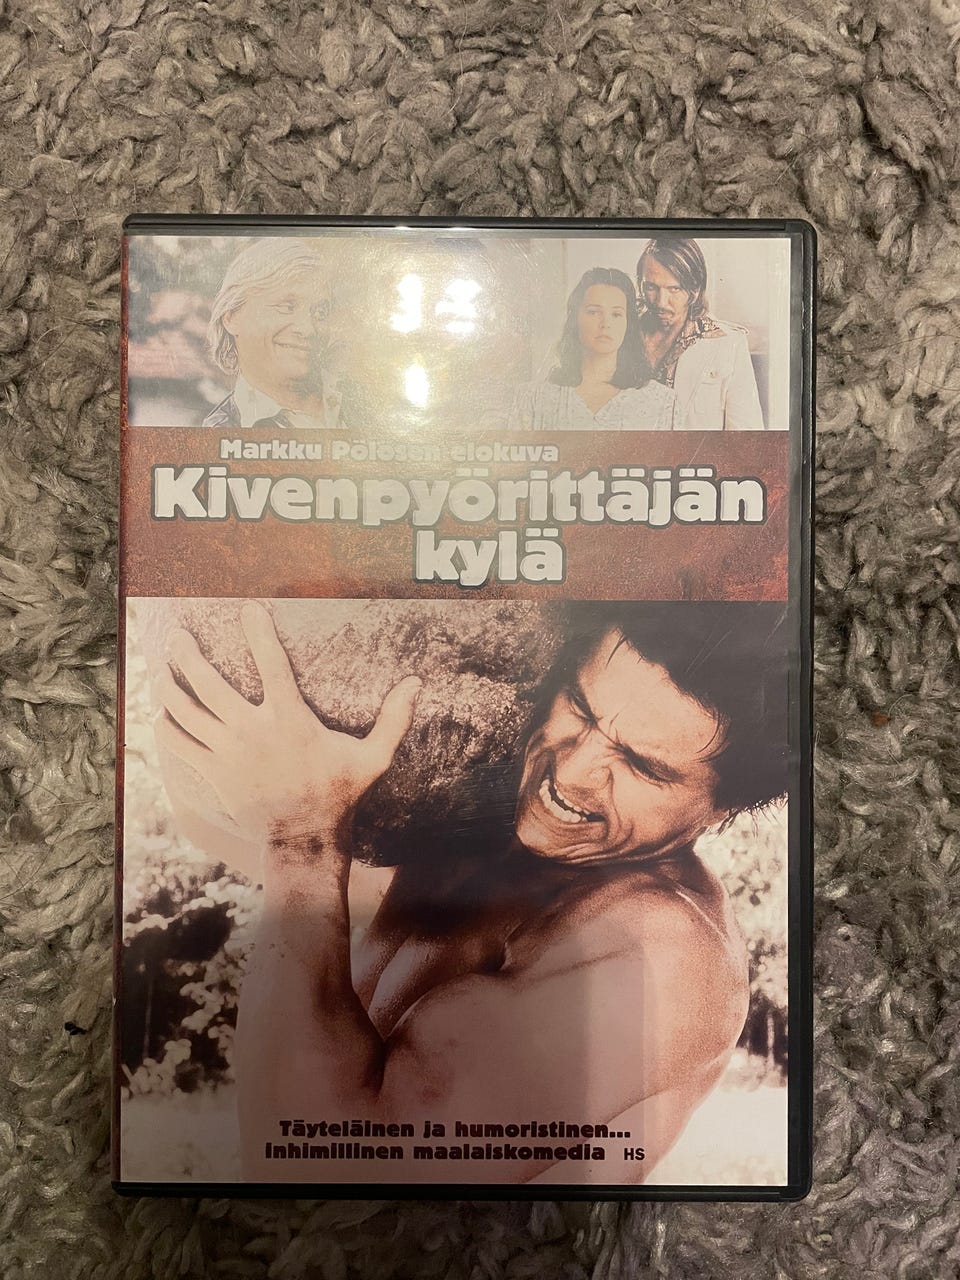 Markku Pölösen elokuva
Kivenpyörittäjän
kylä
Täyteläinen ja humoristinen...
inhimillinen maalaiskomedia HS